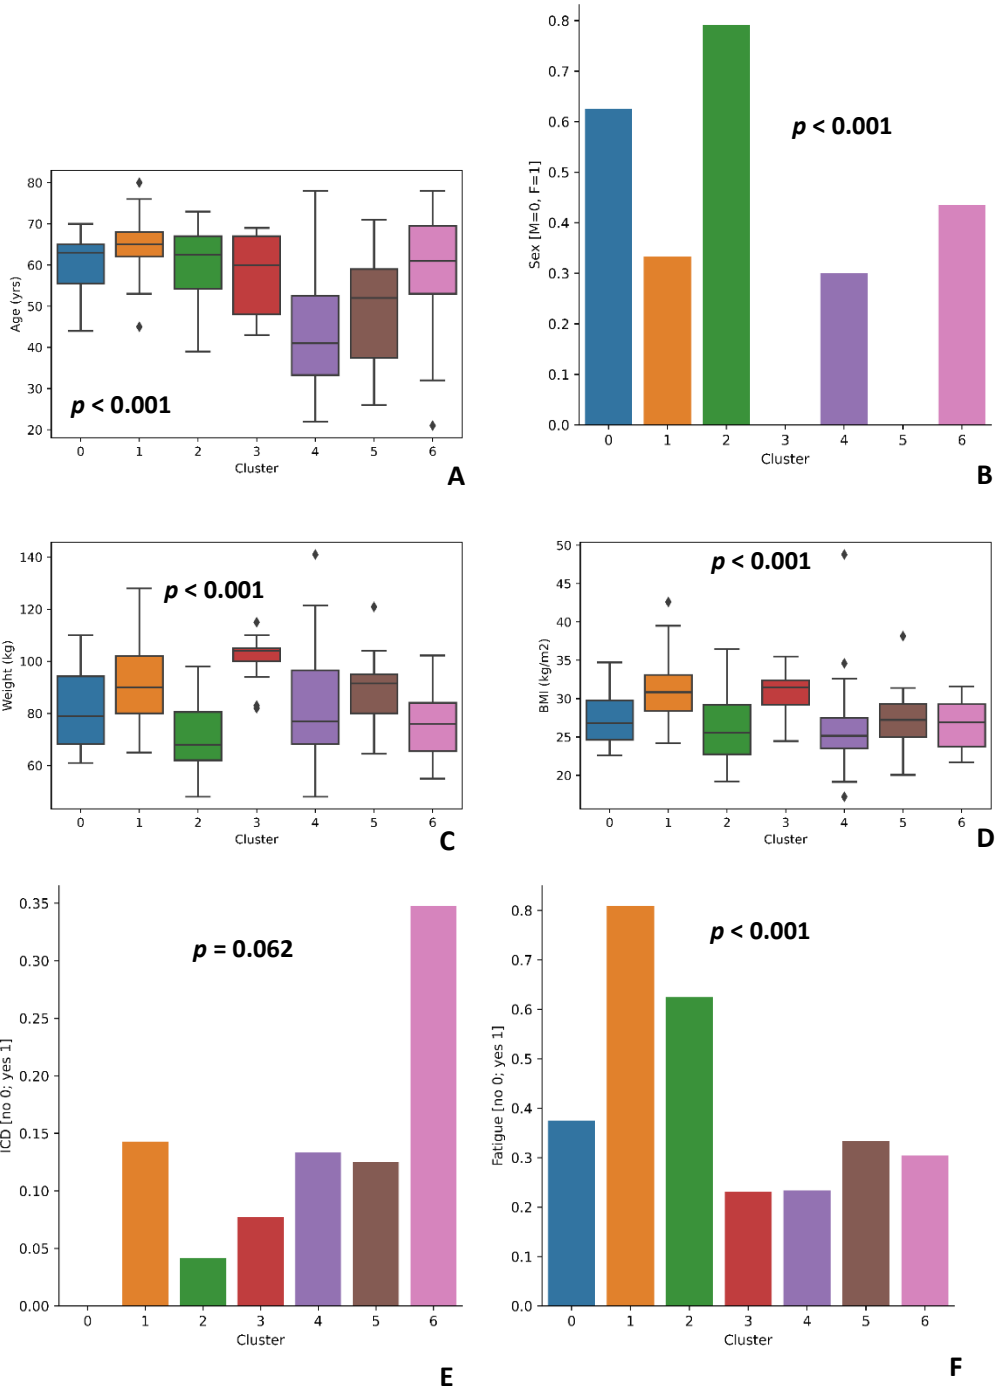 80
70
60
50
40
30
20
Age (yrs)
p < 0.001
0 1 2 3 4 5 6
Cluster
A
0.8
0.7
0.6
0.5
0.4
0.3
0.2
0.1
0.0
Sex [M=0, F=1]
p < 0.001
0 1 2 3 4 5 6
Cluster
B
140
120
100
80
60
Weight (kg)
p < 0.001
0 1 2 3 4 5 6
Cluster
C
50
45
40
35
30
25
20
BMI (kg/m2)
p < 0.001
0 1 2 3 4 5 6
Cluster
D
0.35
0.30
0.25
0.20
0.15
0.10
0.05
0.00
ICD [no 0; yes 1]
p = 0.062
0 1 2 3 4 5 6
Cluster
E
0.8
0.7
0.6
0.5
0.4
0.3
0.2
0.1
0.0
Fatigue [no 0; yes 1]
p < 0.001
0 1 2 3 4 5 6
Cluster
F